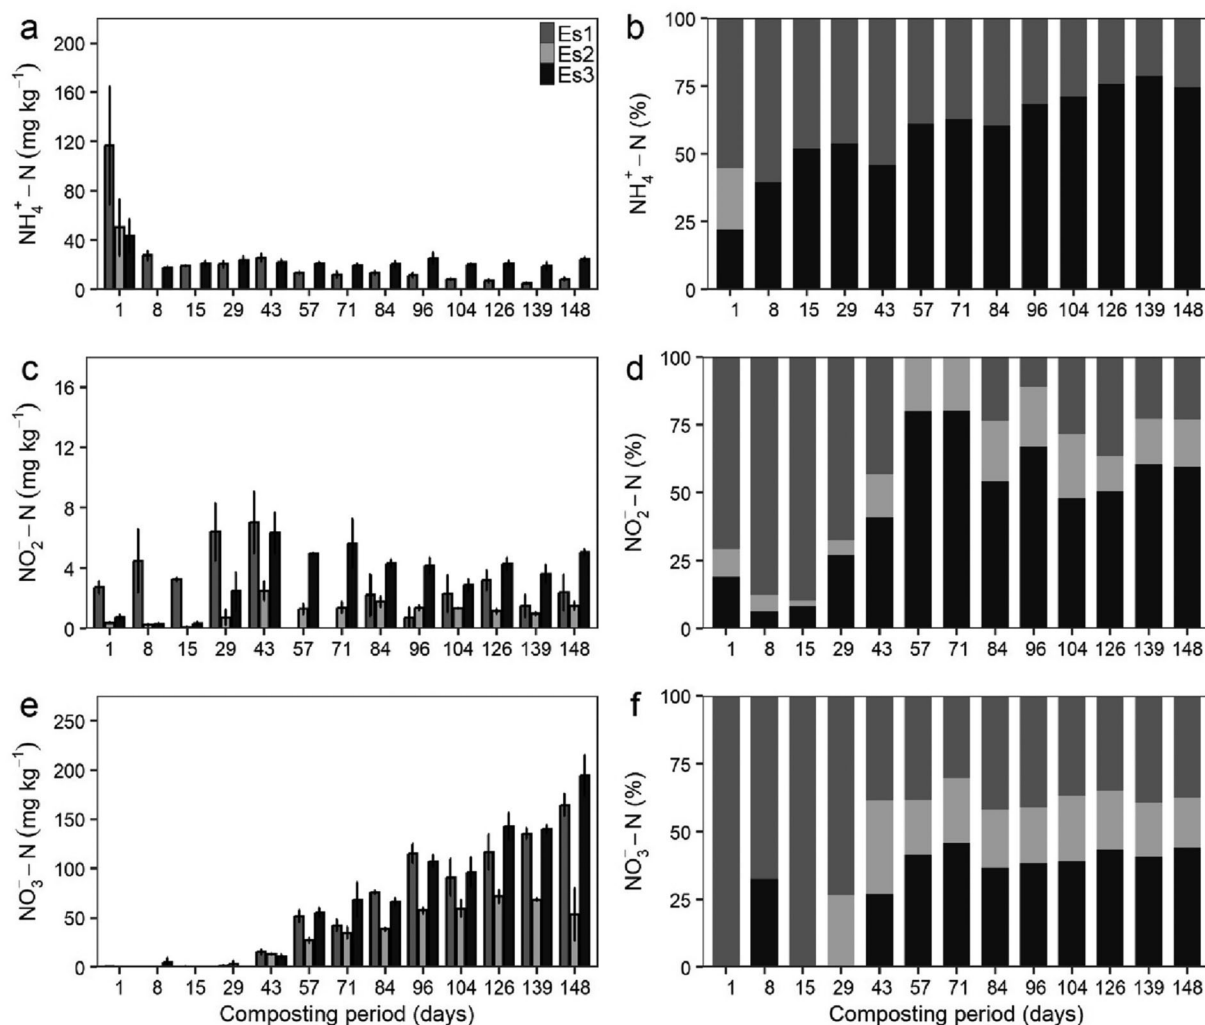 a
NH₄⁺ – N (mg kg⁻¹)
200
160
120
80
40
0
Es1
Es2
Es3
1 8 15 29 43 57 71 84 96 104 126 139 148
b
NH₄⁺ – N (%)
100
75
50
25
0
1 8 15 29 43 57 71 84 96 104 126 139 148
c
NO₂⁻ – N (mg kg⁻¹)
16
12
8
4
0
1 8 15 29 43 57 71 84 96 104 126 139 148
d
NO₂⁻ – N (%)
100
75
50
25
0
1 8 15 29 43 57 71 84 96 104 126 139 148
e
NO₃⁻ – N (mg kg⁻¹)
250
200
150
100
50
0
1 8 15 29 43 57 71 84 96 104 126 139 148
Composting period (days)
f
NO₃⁻ – N (%)
100
75
50
25
0
1 8 15 29 43 57 71 84 96 104 126 139 148
Composting period (days)